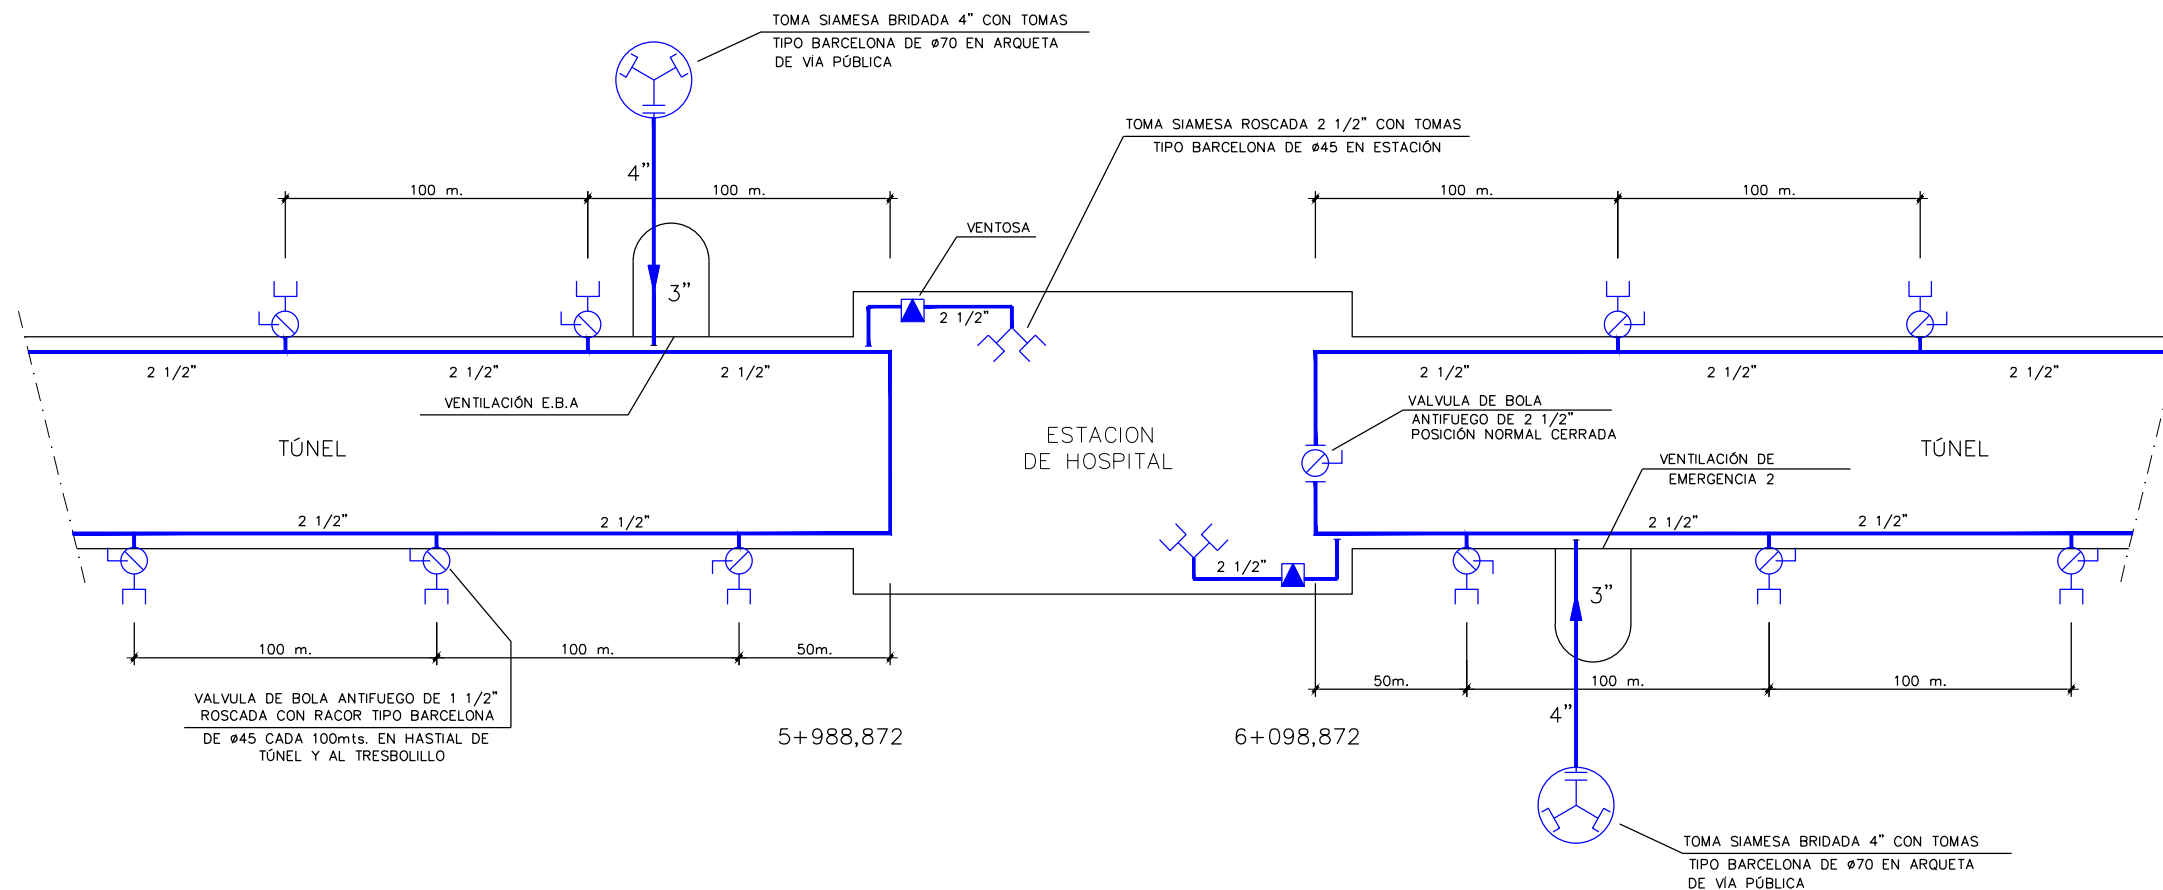 TOMA SIAMESA BRIDADA 4" CON TOMAS
TIPO BARCELONA DE ø70 EN ARQUETA
DE VÍA PÚBLICA
TOMA SIAMESA ROSCADA 2 1/2" CON TOMAS
TIPO BARCELONA DE ø45 EN ESTACIÓN
4"
100 m.
100 m.
100 m.
100 m.
VENTOSA
3"
2 1/2"
2 1/2"
2 1/2"
2 1/2"
2 1/2"
2 1/2"
2 1/2"
VENTILACIÓN E.B.A
VALVULA DE BOLA
ANTIFUEGO DE 2 1/2"
POSICIÓN NORMAL CERRADA
TÚNEL
ESTACION
DE HOSPITAL
TÚNEL
VENTILACIÓN DE
EMERGENCIA 2
2 1/2"
2 1/2"
2 1/2"
2 1/2"
2 1/2"
3"
100 m.
100 m.
50m.
50m.
100 m.
100 m.
4"
VALVULA DE BOLA ANTIFUEGO DE 1 1/2"
ROSCADA CON RACOR TIPO BARCELONA
DE ø45 CADA 100mts. EN HASTIAL DE
TÚNEL Y AL TRESBOLILLO
5+988,872
6+098,872
TOMA SIAMESA BRIDADA 4" CON TOMAS
TIPO BARCELONA DE ø70 EN ARQUETA
DE VÍA PÚBLICA